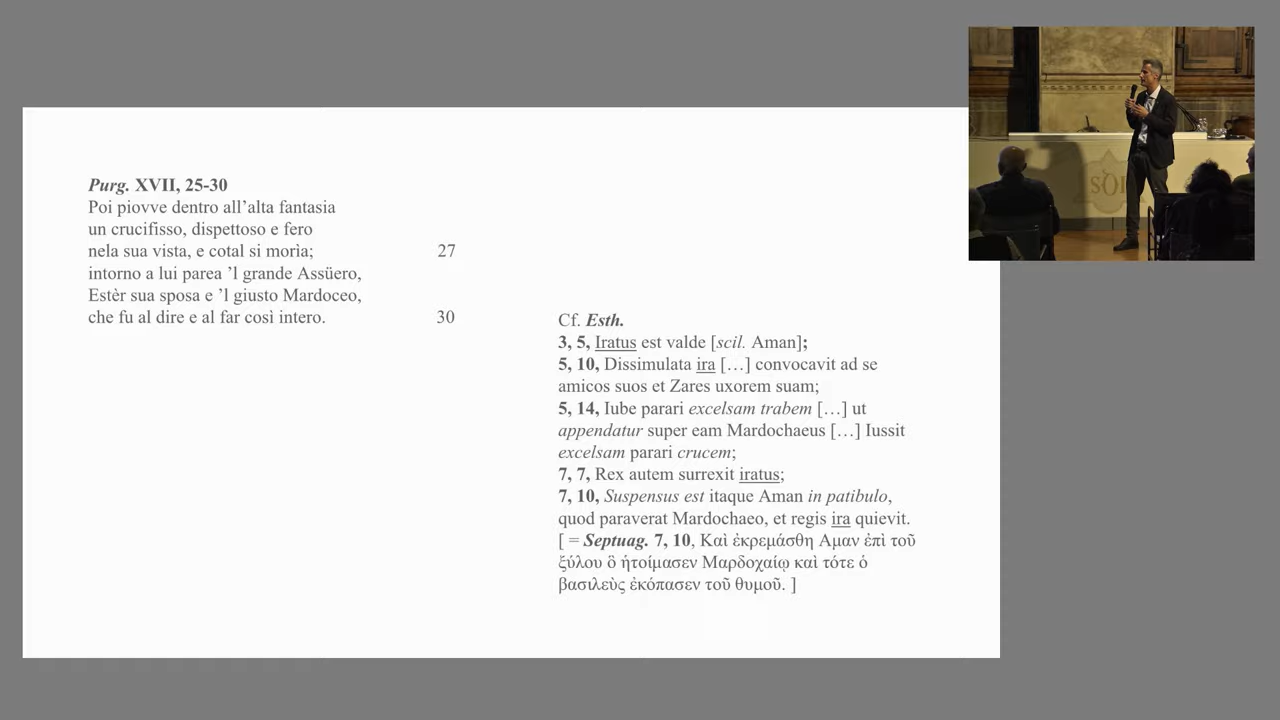 Purg. XVII, 25-30
Poi piovve dentro all’alta fantasia
un crucifisso, dispettoso e fero
nela sua vista, e cotal si morìa; 27
intorno a lui parea ’l grande Assüero,
Estèr sua sposa e ’l giusto Mardoceo,
che fu al dire e al far così intero. 30
Cf. Esth.
3, 5, Iratus est valde [scil. Aman];
5, 10, Dissimulata ira […] convocavit ad se
amicos suos et Zares uxorem suam;
5, 14, Iube parari excelsam trabem […] ut
appendatur super eam Mardochaeus […] Iussit
excelsam parari crucem;
7, 7, Rex autem surrexit iratus;
7, 10, Suspensus est itaque Aman in patibulo,
quod paraverat Mardochaeo, et regis ira quievit.
[ = Septuag. 7, 10, Καὶ ἐκρεμάσθη Αμαν ἐπὶ τοῦ
ξύλου ὃ ἡτοίμασεν Μαρδοχαίῳ καὶ τότε ὁ
βασιλεὺς ἐκόπασεν τοῦ θυμοῦ. ]